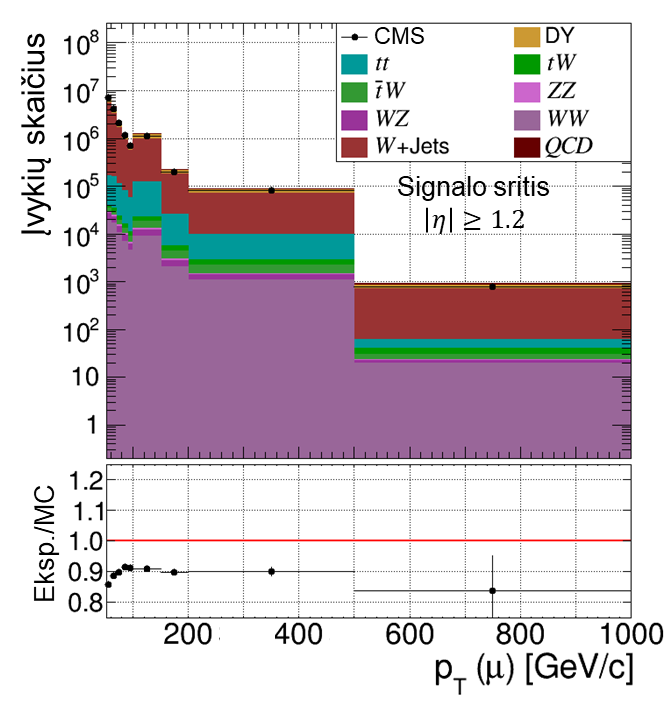 Įvykių skaičius
10⁸
10⁷
10⁶
10⁵
10⁴
10³
10²
10
1
CMS
DY
tt
tW
t̄W
ZZ
WZ
WW
W+Jets
QCD
Signalo sritis
|η| ≥ 1.2
Eksp./MC
1.2
1.1
1.0
0.9
0.8
200 400 600 800 1000
p_T (μ) [GeV/c]